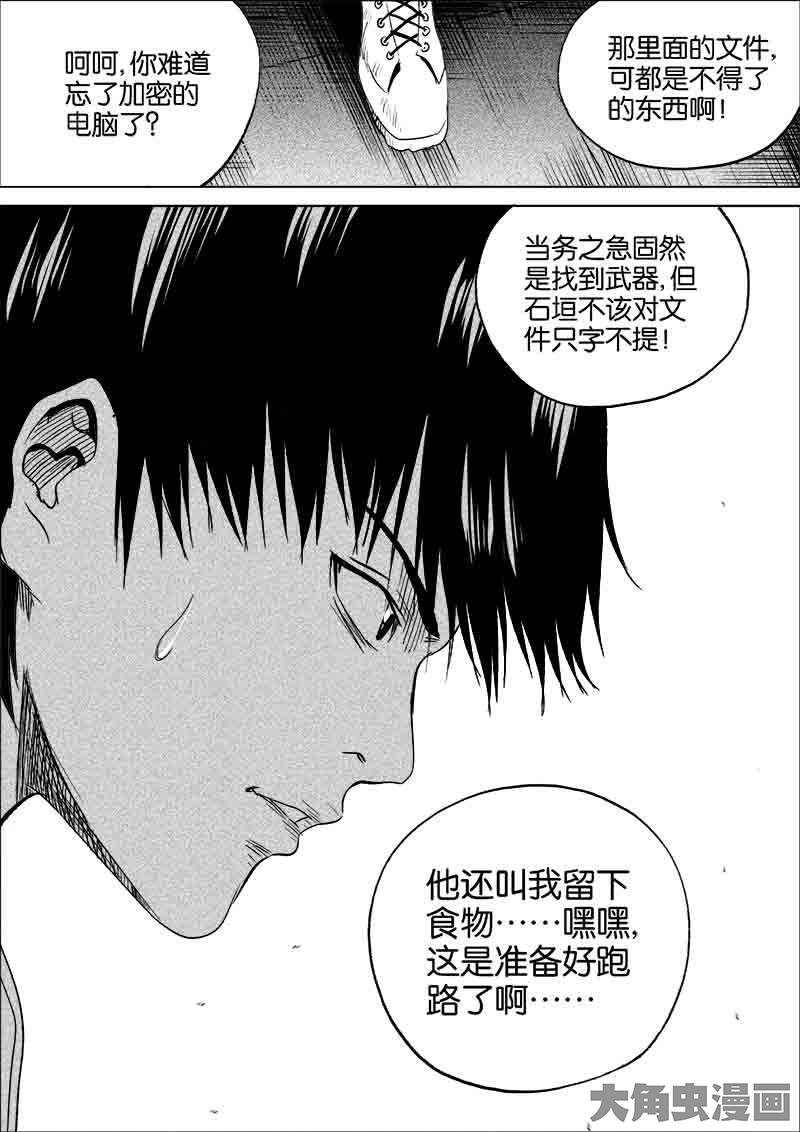 呵呵,你难道
忘了加密的
电脑了?
那里面的文件,
可都是不得了
的东西啊!
当务之急固然
是找到武器,但
石垣不该对文
件只字不提!
他还叫我留下
食物……嘿嘿,
这是准备好跑
路了啊……
大角虫漫画